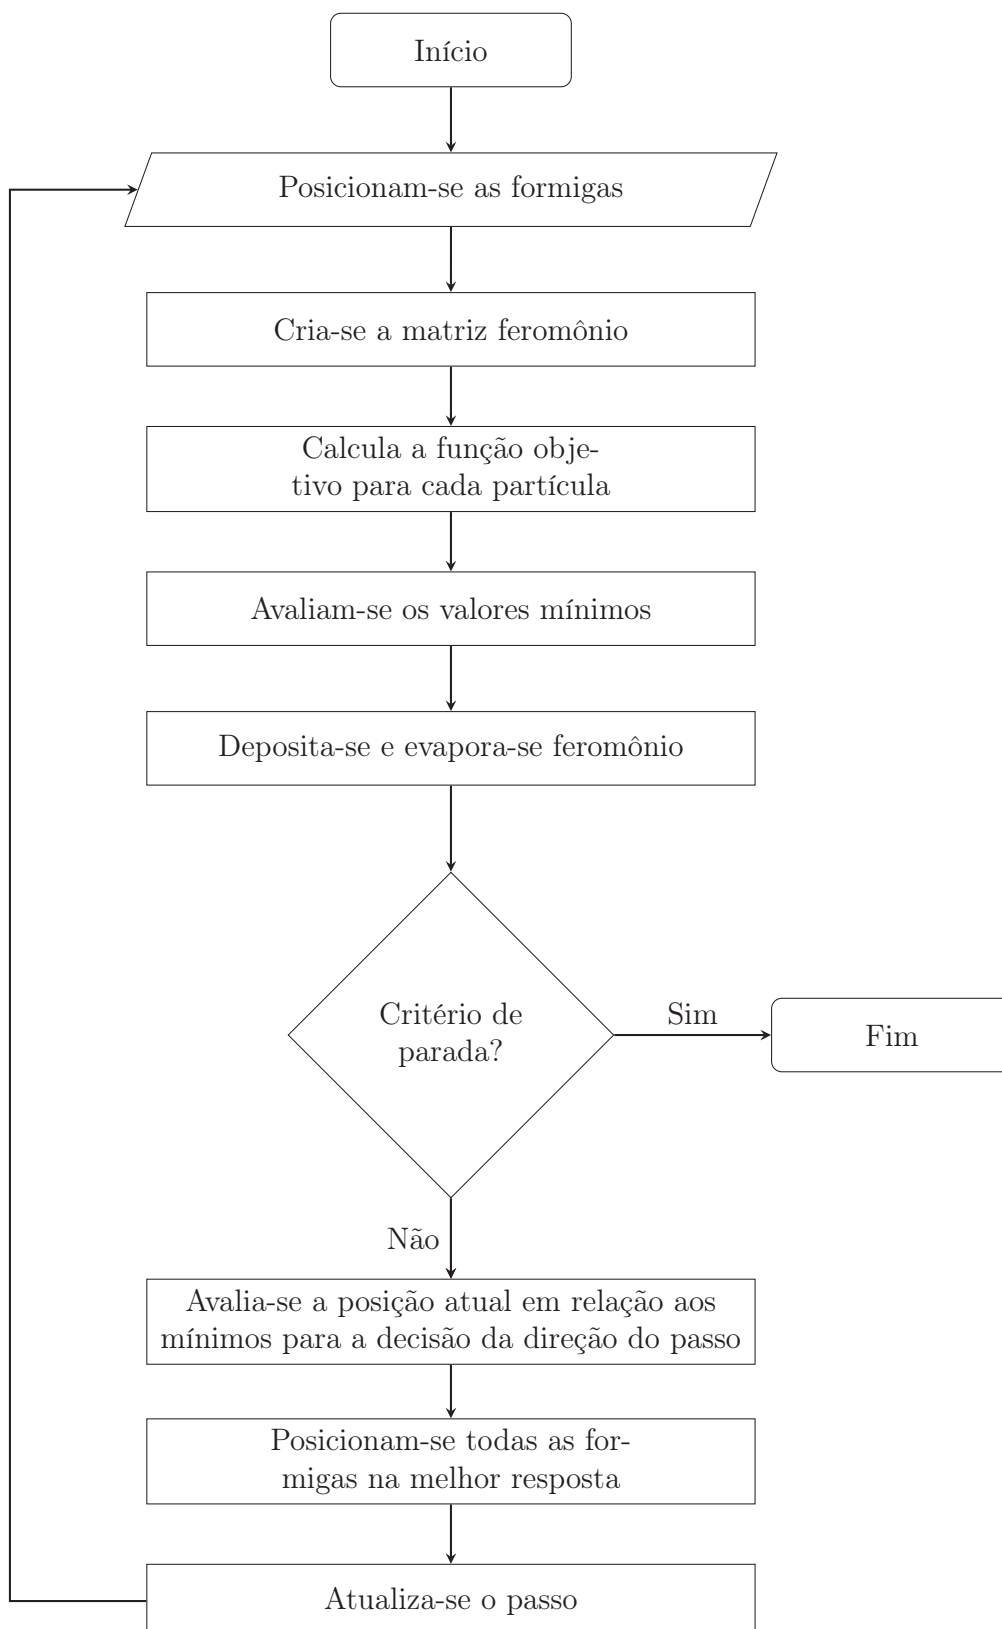 Início
Posicionam-se as formigas
Cria-se a matriz feromônio
Calcula a função obje-
tivo para cada partícula
Avaliam-se os valores mínimos
Deposita-se e evapora-se feromônio
Critério de
parada?
Sim
Fim
Não
Avalia-se a posição atual em relação aos
mínimos para a decisão da direção do passo
Posicionam-se todas as for-
migas na melhor resposta
Atualiza-se o passo